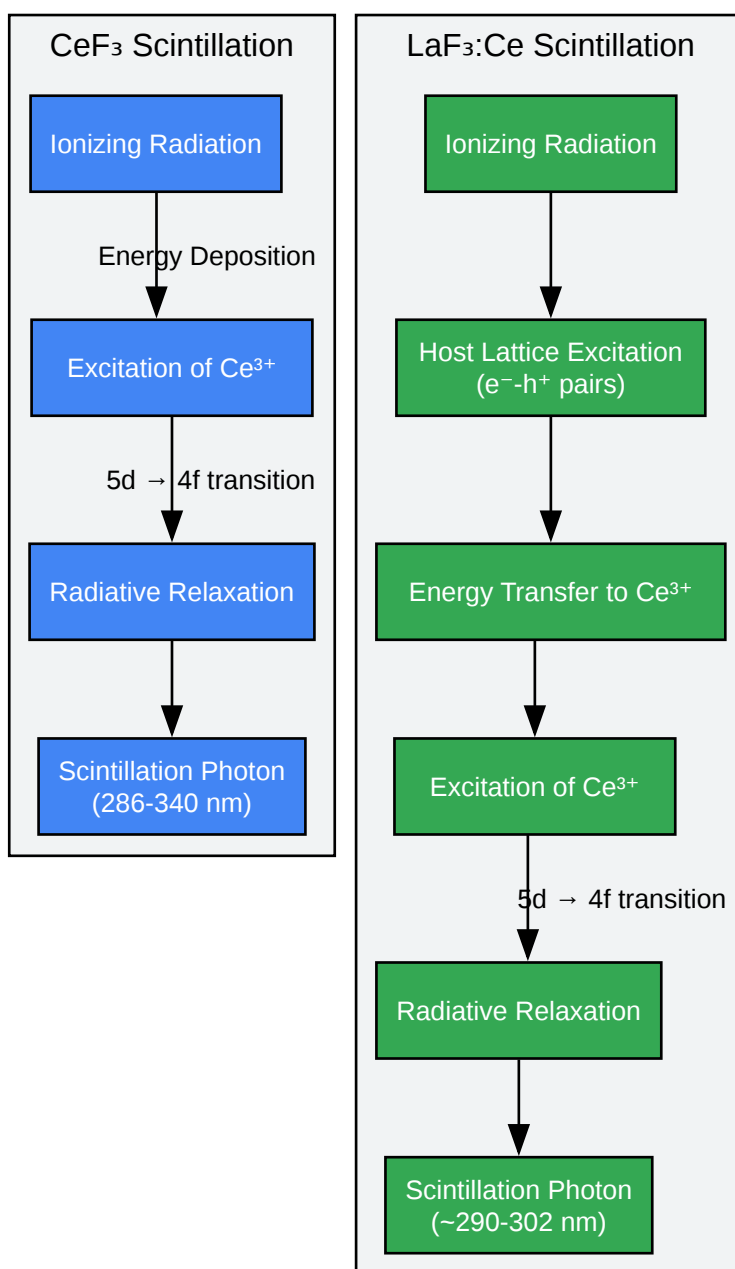 CeF₃ Scintillation
Ionizing Radiation
Energy Deposition
Excitation of Ce³⁺
5d → 4f transition
Radiative Relaxation
Scintillation Photon
(286-340 nm)
LaF₃:Ce Scintillation
Ionizing Radiation
Host Lattice Excitation
(e⁻-h⁺ pairs)
Energy Transfer to Ce³⁺
Excitation of Ce³⁺
5d → 4f transition
Radiative Relaxation
Scintillation Photon
(~290-302 nm)